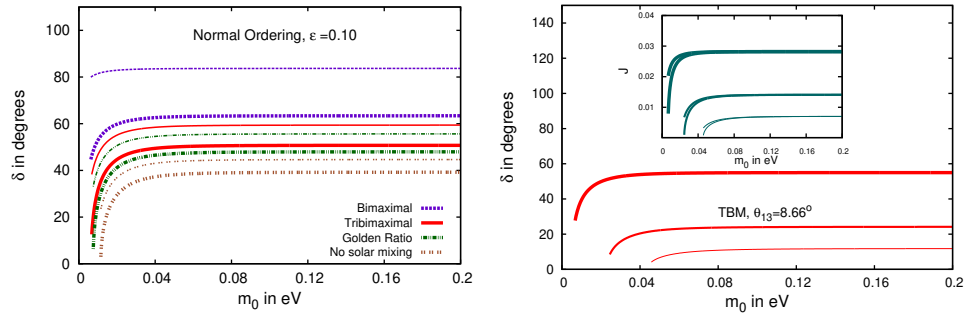 Normal Ordering, ε =0.10
δ in degrees
100
80
60
40
20
0
Bimaximal
Tribimaximal
Golden Ratio
No solar mixing
0 0.04 0.08 0.12 0.16 0.2
m0 in eV
δ in degrees
140
120
100
80
60
40
20
0
J
0.04
0.03
0.02
0.01
0 0.04 0.08 0.12 0.16 0.2
m0 in eV
TBM, θ13=8.66o
0 0.04 0.08 0.12 0.16 0.2
m0 in eV